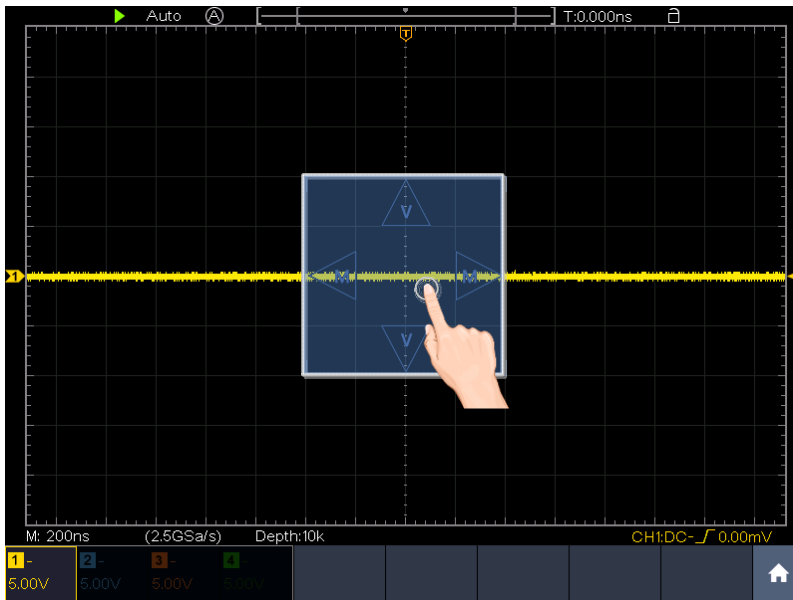 Auto A T:0.000ns
T
V
1 M M
V
M: 200ns (2.5GSa/s) Depth:10k CH1:DC- 0.00mV
1 - 2 - 3 - 4 -
5.00V 5.00V 5.00V 5.00V